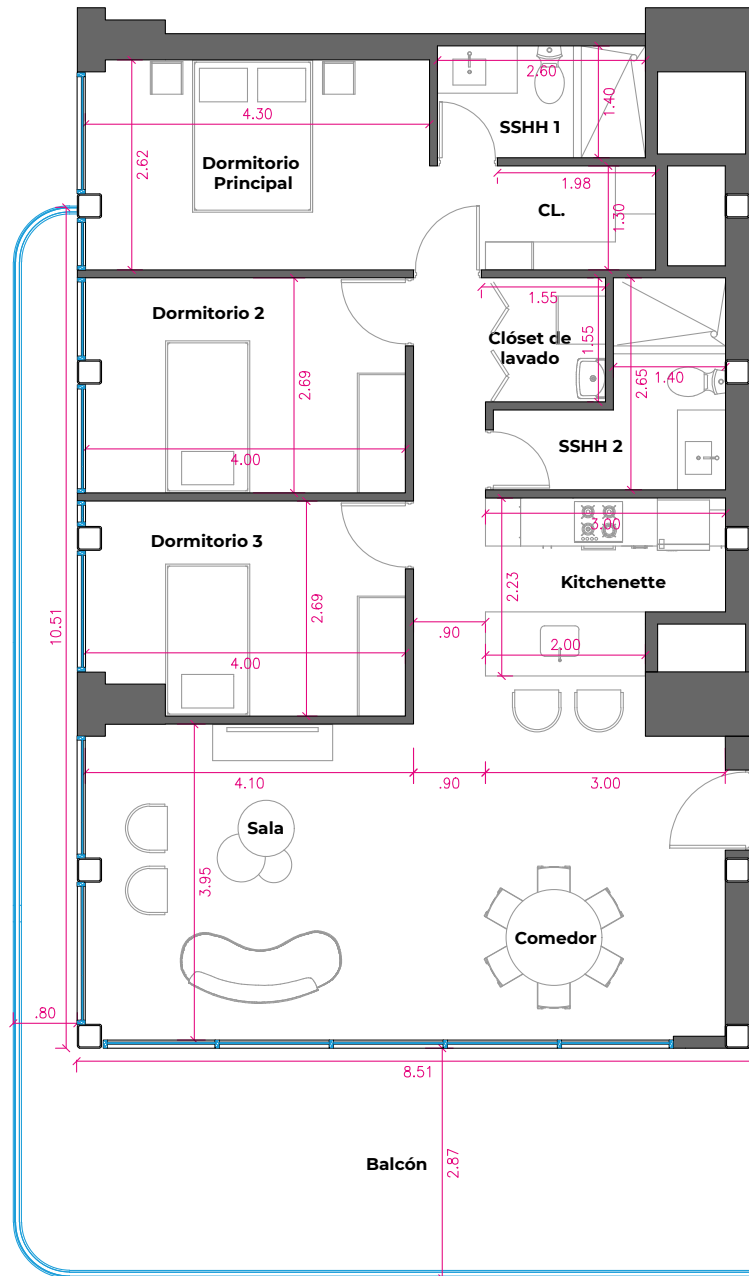 2.60
1.40
SSHH 1
4.30
2.62
Dormitorio
Principal
1.98
CL.
1.30
Dormitorio 2
1.55
Clóset de
lavado
1.55
2.69
2.65
1.40
4.00
SSHH 2
3.00
Dormitorio 3
Kitchenette
2.23
2.69
10.51
.90
4.00
2.00
4.10
.90
3.00
Sala
3.95
Comedor
.80
8.51
Balcón
2.87